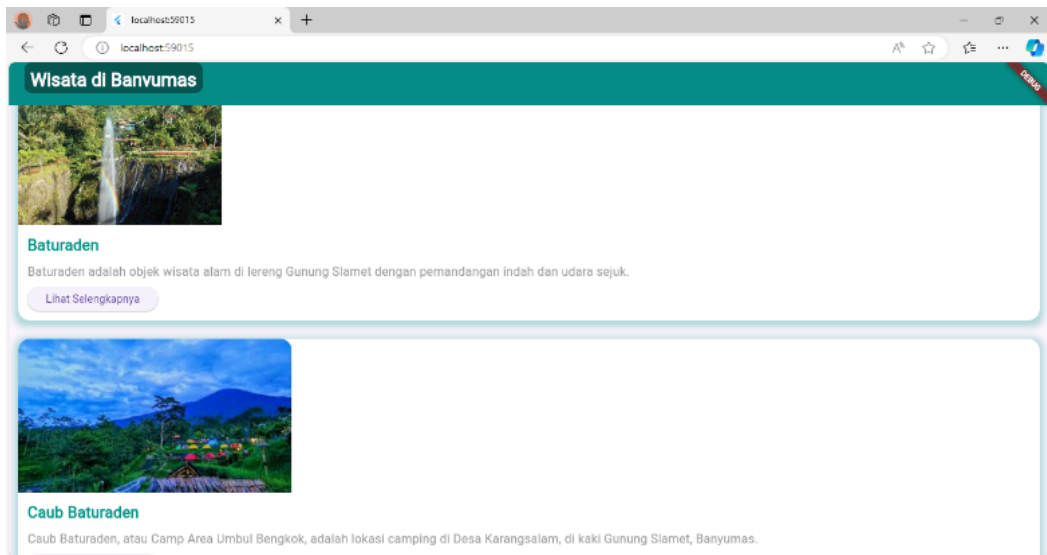 localhost:59015
localhost:59015
Wisata di Banyumas
DEBUG
Baturaden
Baturaden adalah objek wisata alam di lereng Gunung Slamet dengan pemandangan indah dan udara sejuk.
Lihat Selengkapnya
Caub Baturaden
Caub Baturaden, atau Camp Area Umbul Bengkok, adalah lokasi camping di Desa Karangsalam, di kaki Gunung Slamet, Banyumas.